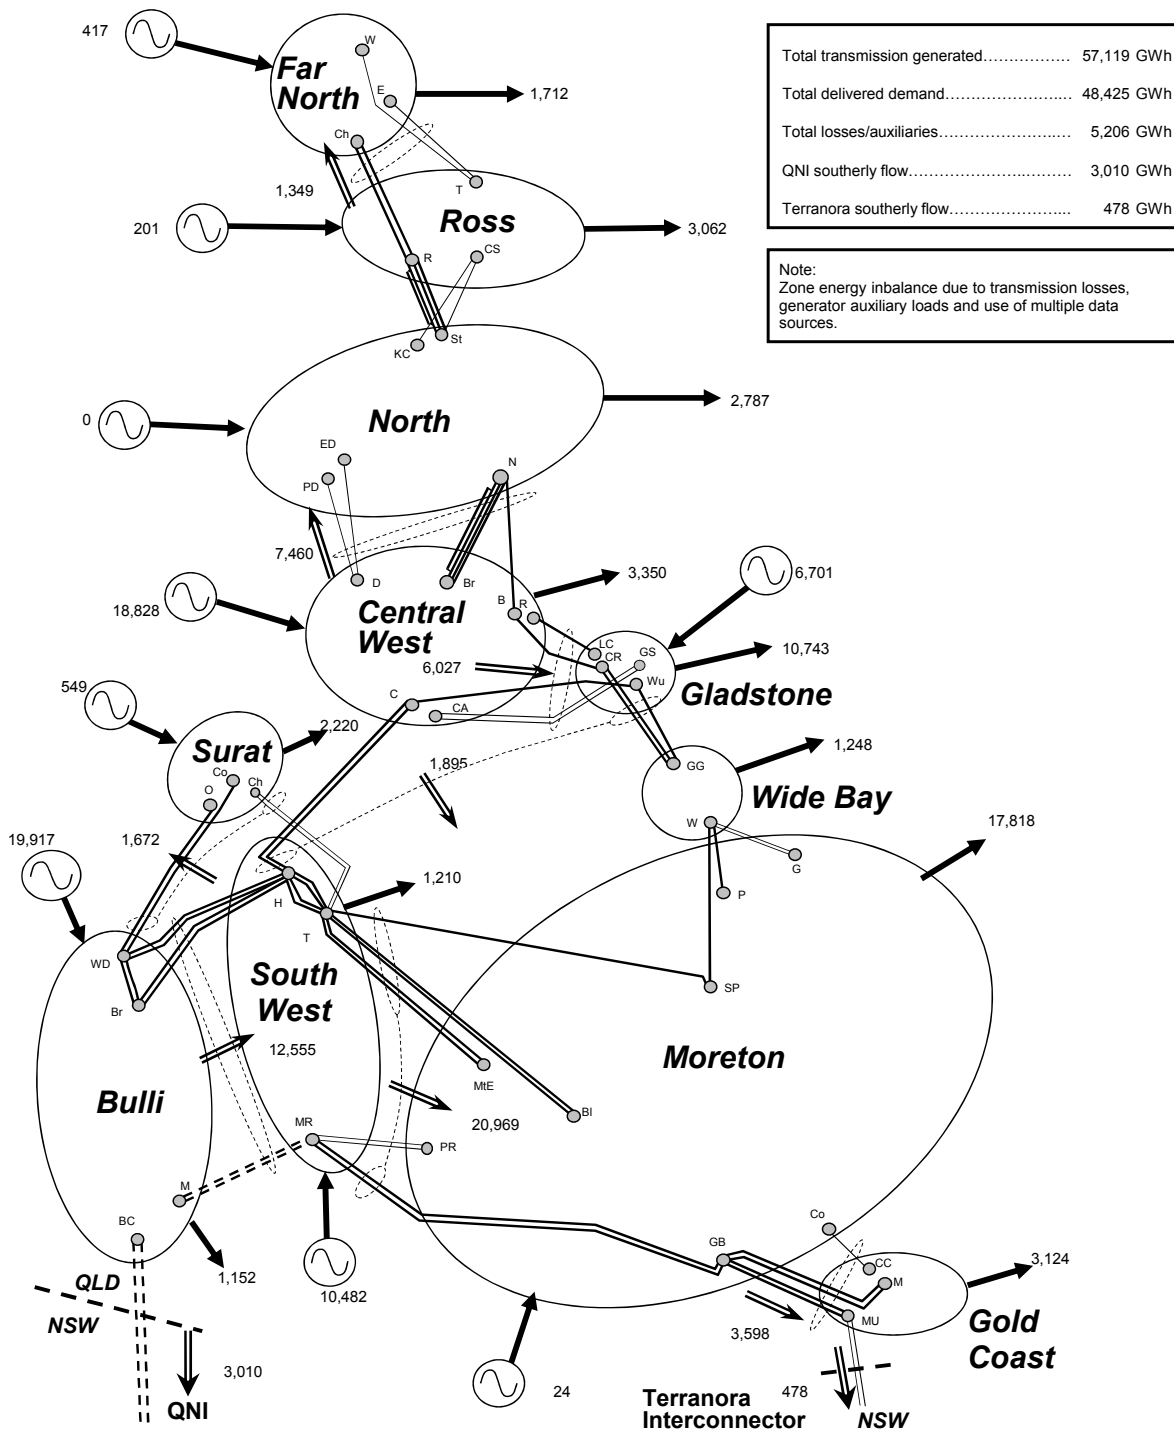 417
W
Far
North
E
1,712
Ch
1,349
T
201
Ross
3,062
R
CS
St
KC
Total transmission generated................ 57,119 GWh
Total delivered demand........................ 48,425 GWh
Total losses/auxiliaries........................ 5,206 GWh
QNI southerly flow............................. 3,010 GWh
Terranora southerly flow...................... 478 GWh
Note:
Zone energy inbalance due to transmission losses,
generator auxiliary loads and use of multiple data
sources.
0
North
2,787
ED
PD
N
7,460
D
Br
3,350
6,701
18,828
Central
West
B
R
LC
CR
GS
10,743
6,027
Wu
Gladstone
C
CA
549
2,220
Surat
Co
Ch
O
1,895
GG
1,248
Wide Bay
W
G
P
17,818
19,917
1,672
1,210
H
T
WD
Br
South
West
SP
12,555
Moreton
MtE
BI
Bulli
20,969
MR
PR
M
BC
1,152
QLD
NSW
3,010
QNI
10,482
24
Co
GB
CC
M
MU
3,124
3,598
Gold
Coast
478
Terranora
Interconnector
NSW